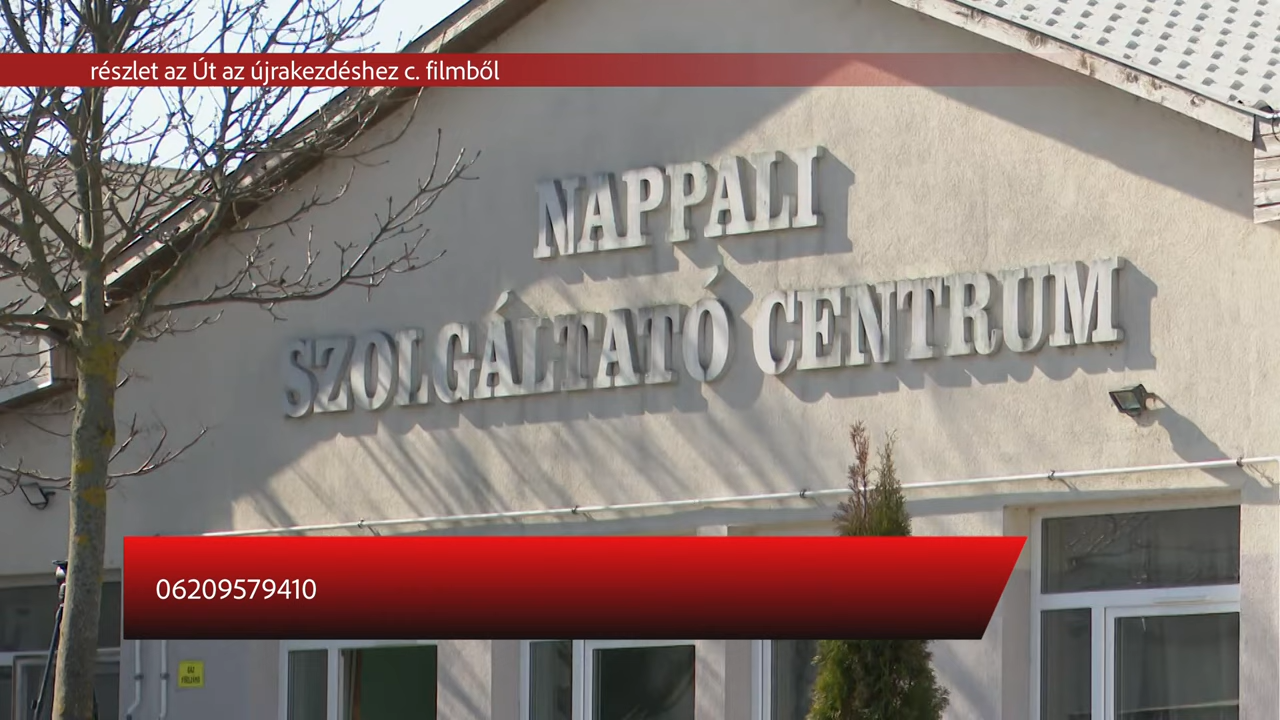 részlet az Út az újrakezdéshez c. filmből
NAPPALI
SZOLGÁLTATÓ CENTRUM
06209579410